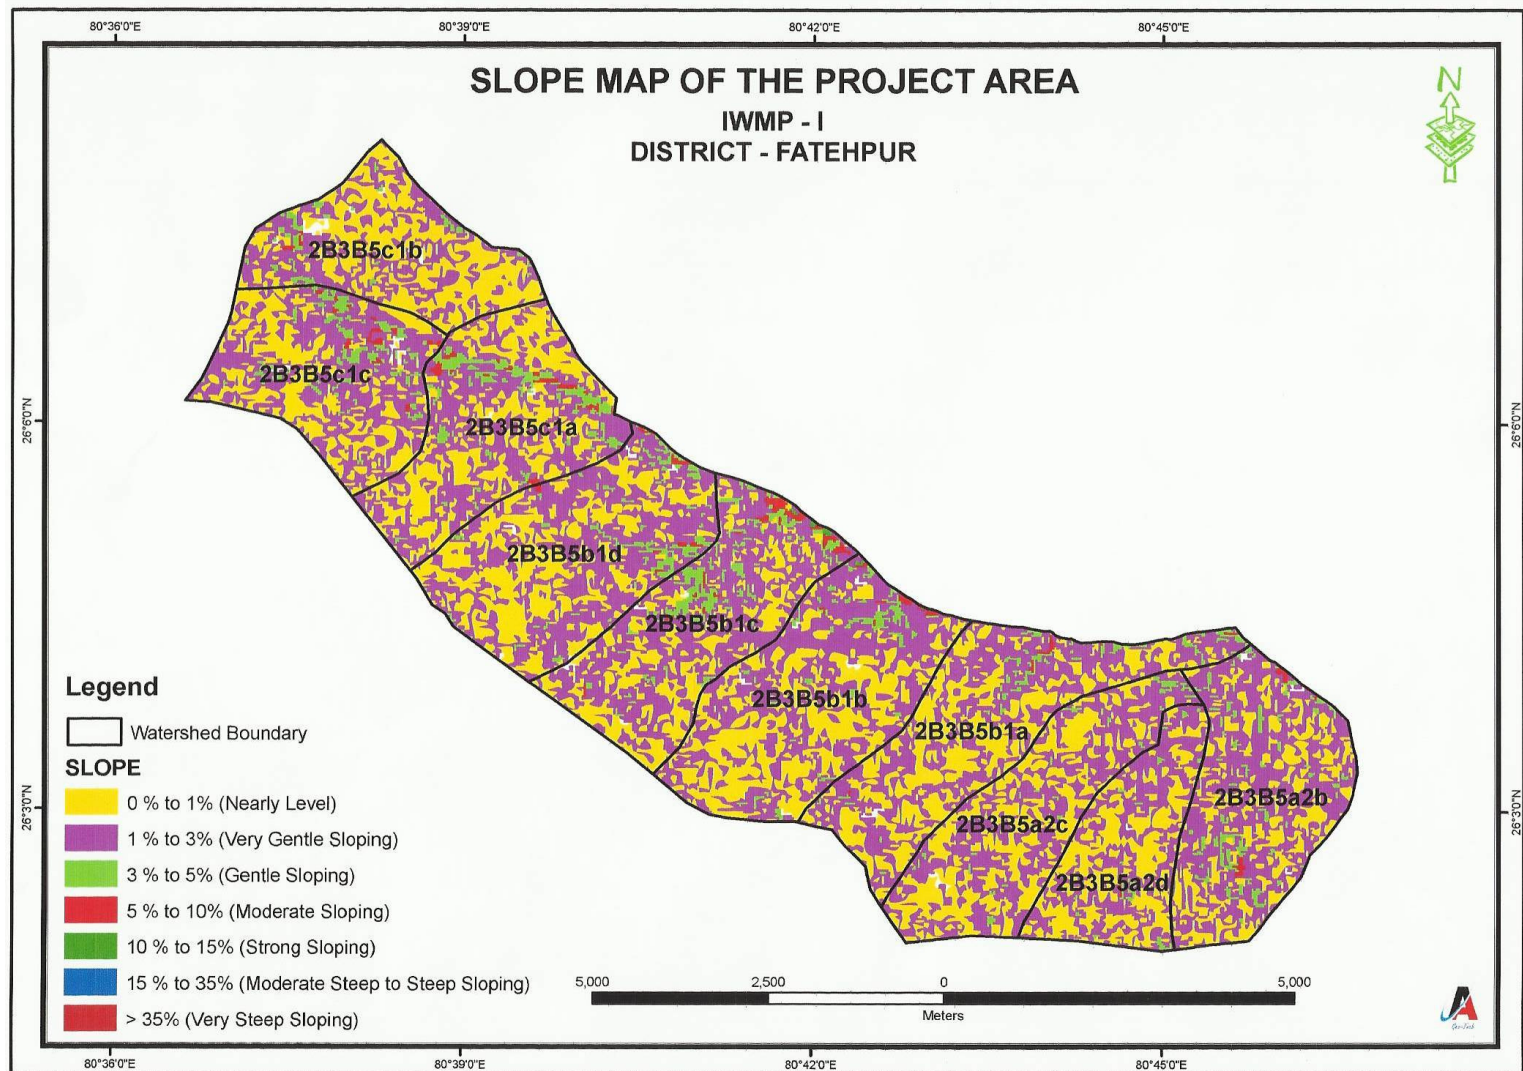 80°36'0"E 80°39'0"E 80°42'0"E 80°45'0"E
SLOPE MAP OF THE PROJECT AREA
IWMP - I
DISTRICT - FATEHPUR
N
2B3B5c1b
2B3B5c1c
26°6'0"N
26°6'0"N
2B3B5c1a
2B3B5b1d
2B3B5b1c
2B3B5b1b
2B3B5b1a
2B3B5a2b
2B3B5a2c
2B3B5a2d
26°3'0"N
26°3'0"N
Legend
Watershed Boundary
SLOPE
0 % to 1% (Nearly Level)
1 % to 3% (Very Gentle Sloping)
3 % to 5% (Gentle Sloping)
5 % to 10% (Moderate Sloping)
10 % to 15% (Strong Sloping)
15 % to 35% (Moderate Steep to Steep Sloping)
> 35% (Very Steep Sloping)
5,000 2,500 0 5,000
Meters
80°36'0"E 80°39'0"E 80°42'0"E 80°45'0"E